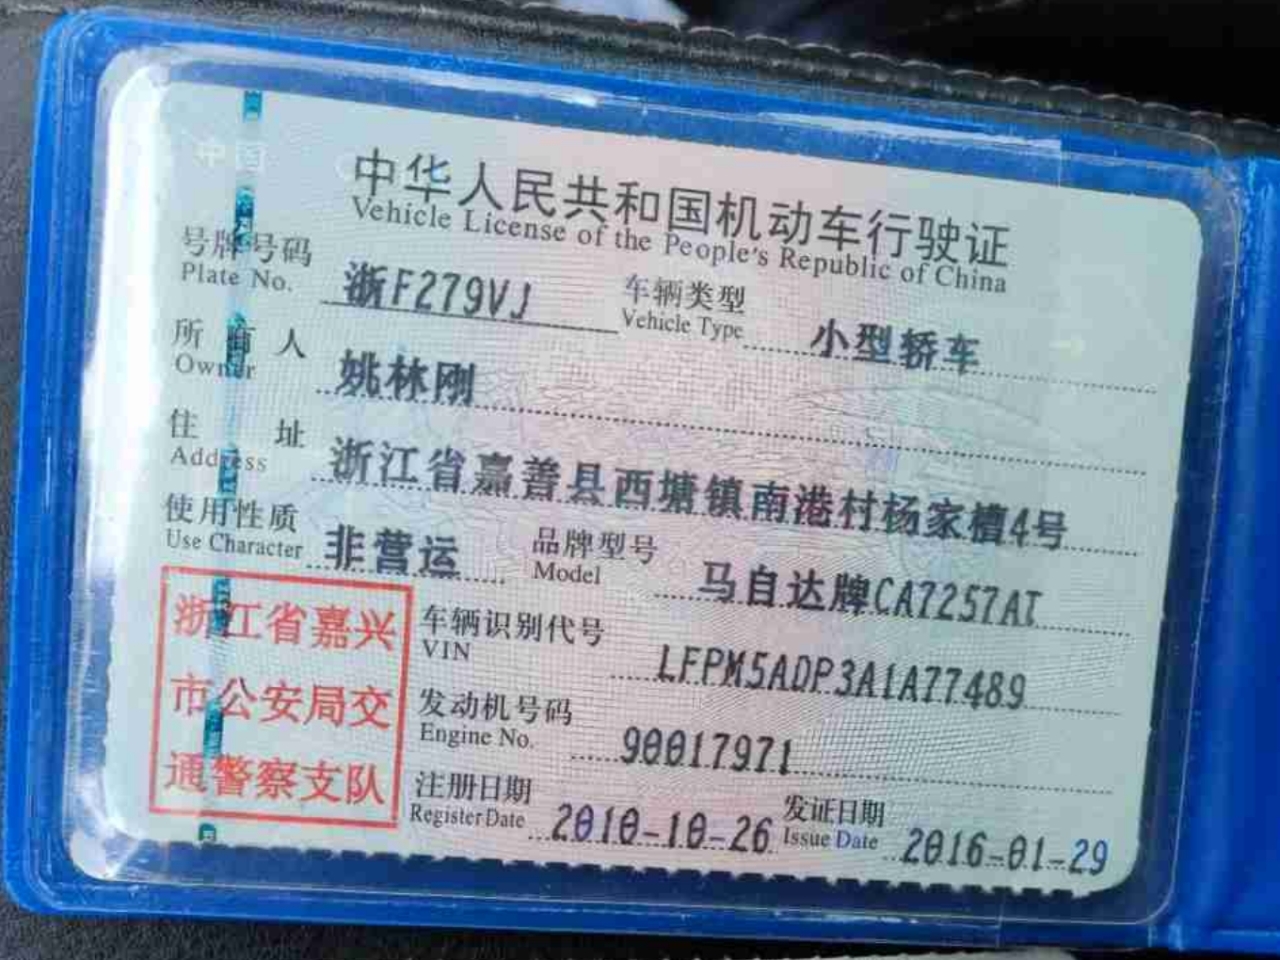 中国
中华人民共和国机动车行驶证
Vehicle License of the People's Republic of China
号牌号码 浙F279VJ 车辆类型 小型轿车
Plate No. Vehicle Type
所有人 姚林刚
Owner
住址 浙江省嘉善县西塘镇南港村杨家槽4号
Address
使用性质 非营运 品牌型号 马自达牌CA7257AT
Use Character Model
浙江省嘉兴
市公安局交
通警察支队
车辆识别代号 LFPM5ADP3A1A77489
VIN
发动机号码 90017971
Engine No.
注册日期 2010-10-26 发证日期 2016-01-29
Register Date Issue Date